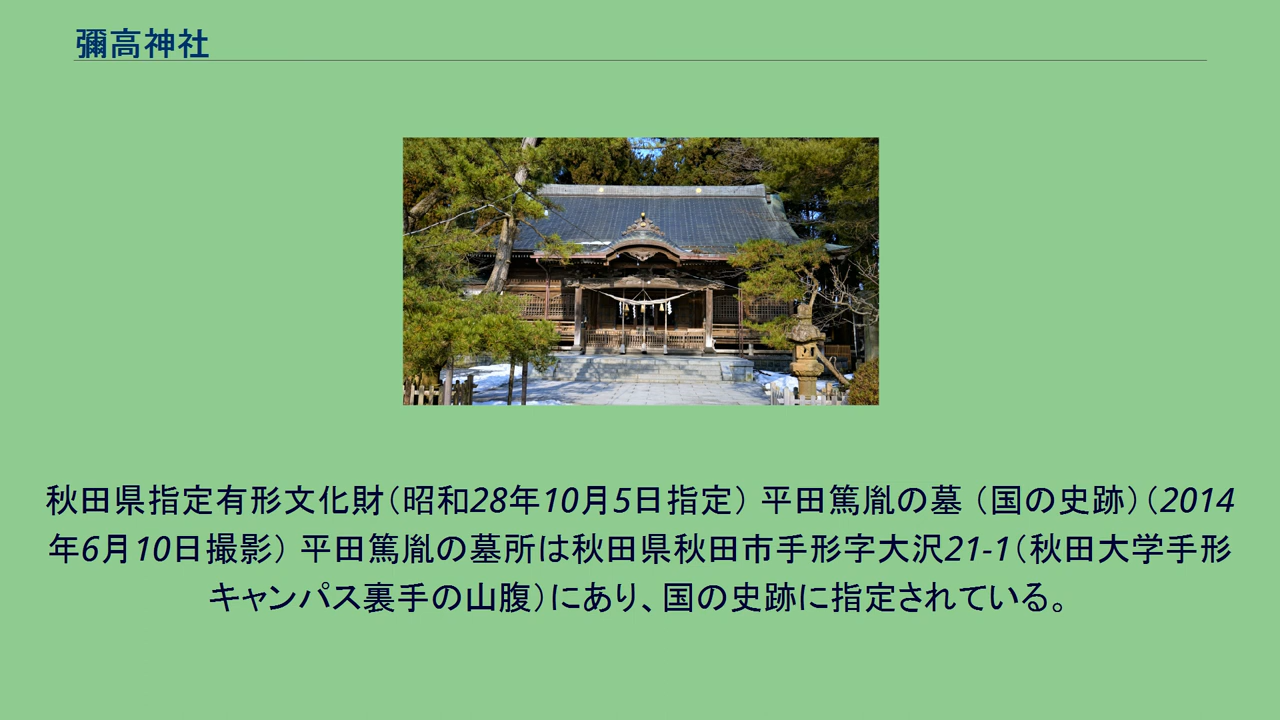 彌高神社
秋田県指定有形文化財（昭和28年10月5日指定） 平田篤胤の墓 （国の史跡）（2014
年6月10日撮影） 平田篤胤の墓所は秋田県秋田市手形字大沢21-1（秋田大学手形
キャンパス裏手の山腹）にあり、国の史跡に指定されている。